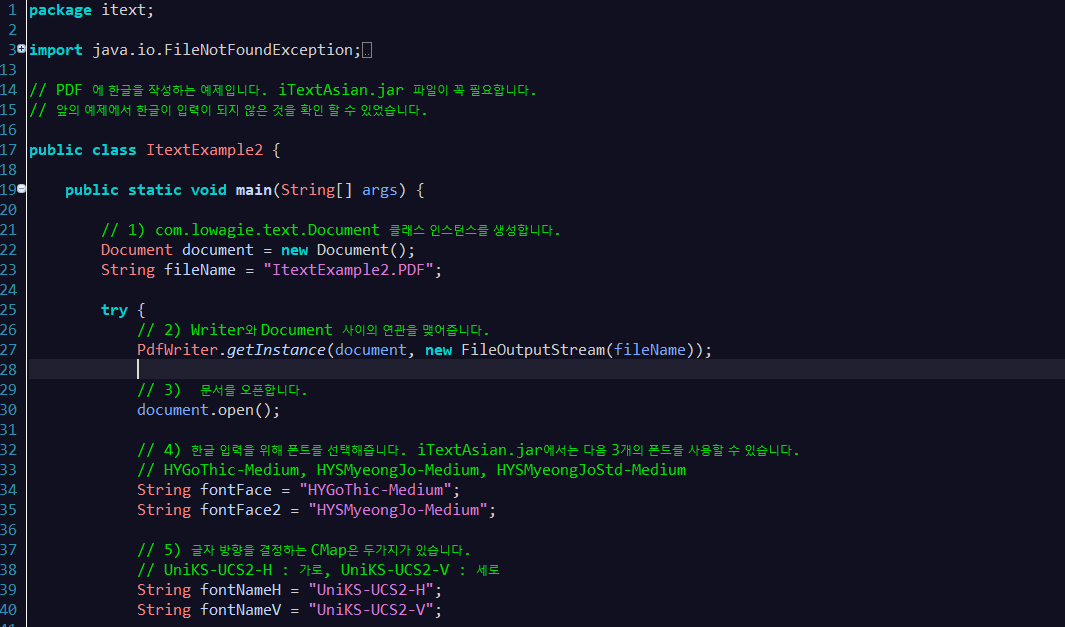 1 package itext;
2
3 import java.io.FileNotFoundException;
13
14 // PDF 에 한글을 작성하는 예제입니다. iTextAsian.jar 파일이 꼭 필요합니다.
15 // 앞의 예제에서 한글이 입력이 되지 않은 것을 확인 할 수 있었습니다.
16
17 public class ItextExample2 {
18
19 public static void main(String[] args) {
20
21 // 1) com.lowagie.text.Document 클래스 인스턴스를 생성합니다.
22 Document document = new Document();
23 String fileName = "ItextExample2.PDF";
24
25 try {
26 // 2) Writer와 Document 사이의 연관을 맺어줍니다.
27 PdfWriter.getInstance(document, new FileOutputStream(fileName));
28
29 // 3) 문서를 오픈합니다.
30 document.open();
31
32 // 4) 한글 입력을 위해 폰트를 선택해줍니다. iTextAsian.jar에서는 다음 3개의 폰트를 사용할 수 있습니다.
33 // HYGoThic-Medium, HYSMyeongJo-Medium, HYSMyeongJoStd-Medium
34 String fontFace = "HYGoThic-Medium";
35 String fontFace2 = "HYSMyeongJo-Medium";
36
37 // 5) 글자 방향을 결정하는 CMap은 두가지가 있습니다.
38 // UniKS-UCS2-H : 가로, UniKS-UCS2-V : 세로
39 String fontNameH = "UniKS-UCS2-H";
40 String fontNameV = "UniKS-UCS2-V";